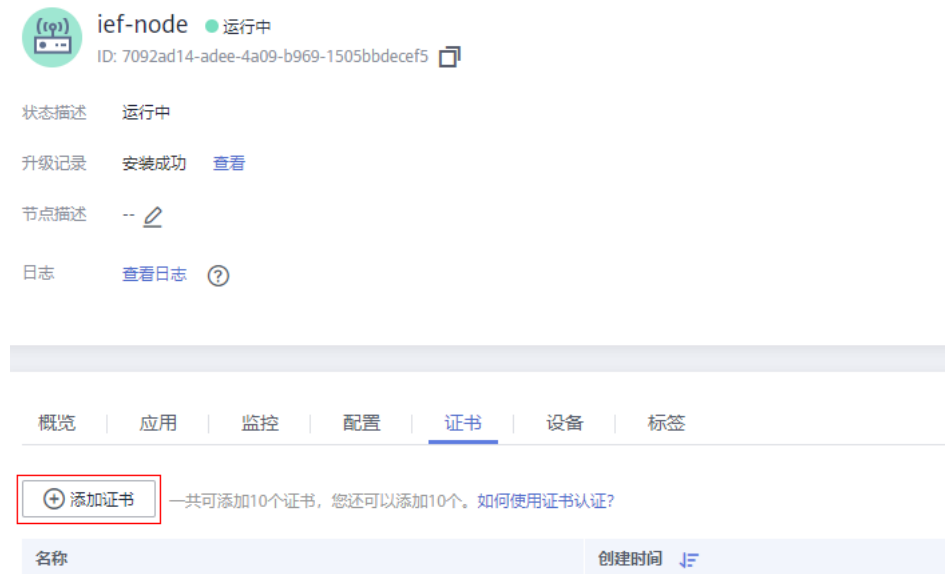 ief-node 运行中
ID: 7092ad14-adee-4a09-b969-1505bbdecef5
状态描述 运行中
升级记录 安装成功 查看
节点描述 --
日志 查看日志 ?
概览 应用 监控 配置 证书 设备 标签
添加证书 一共可添加10个证书，您还可以添加10个。如何使用证书认证？
名称 创建时间